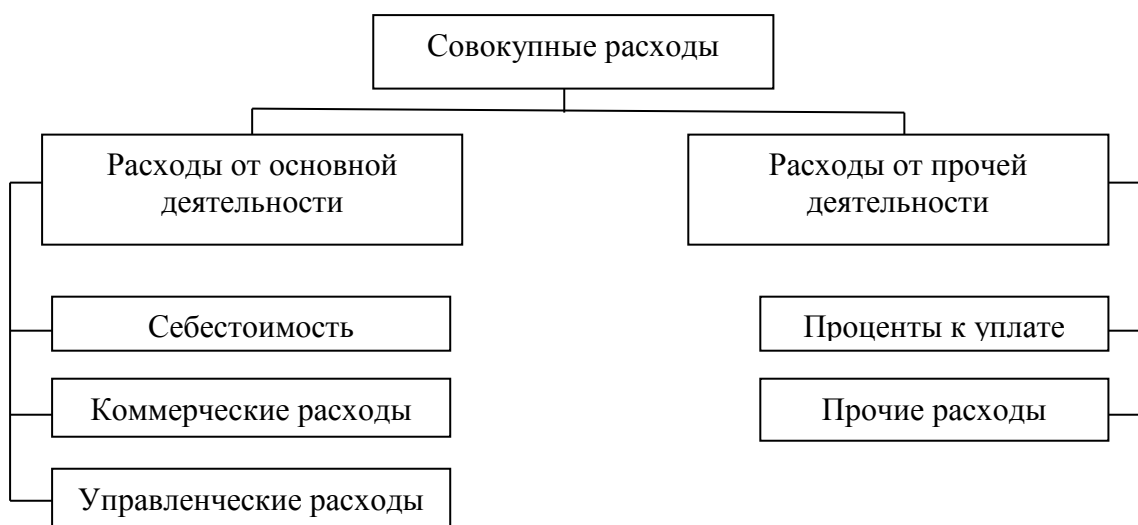 Совокупные расходы
Расходы от основной
деятельности
Расходы от прочей
деятельности
Себестоимость
Проценты к уплате
Коммерческие расходы
Прочие расходы
Управленческие расходы